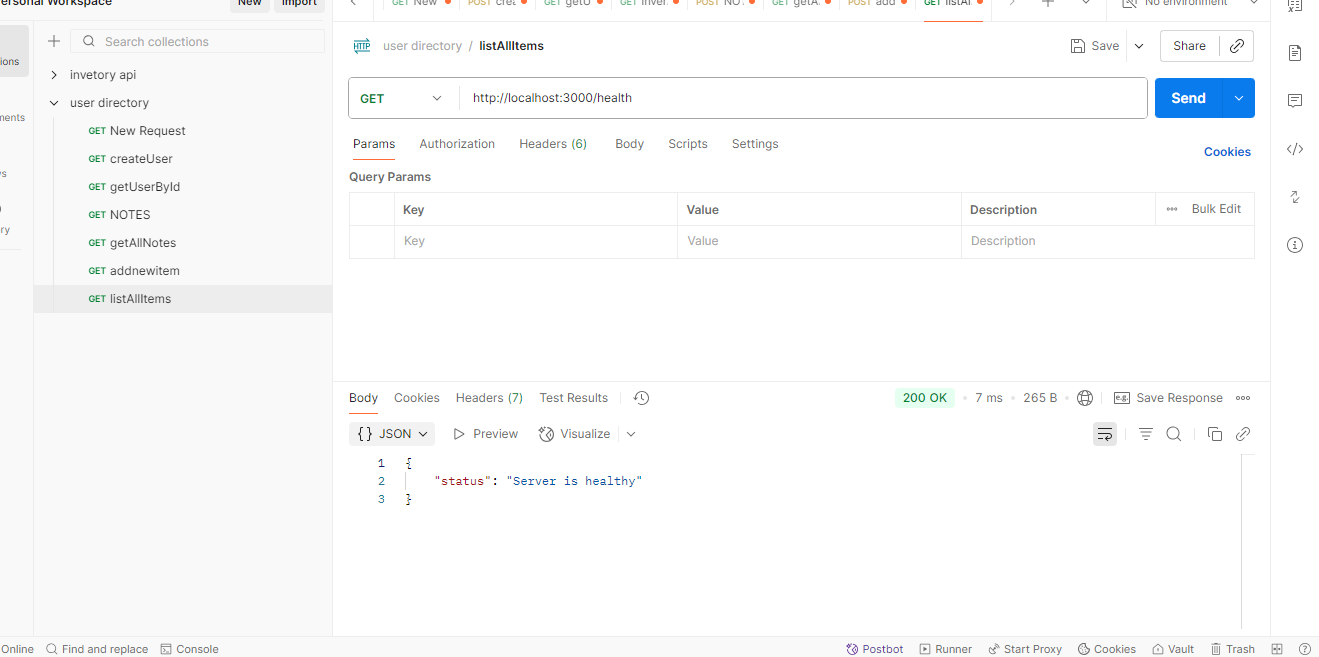 ersonal Workspace New Import
GET New POST crea GET getU GET Inver POST NO GET getA. POST add GET listAl. No environment
Search collections
user directory / listAllItems Save Share
ions
invetory api
user directory
GET http://localhost:3000/health Send
ments
GET New Request
Params Authorization Headers (6) Body Scripts Settings Cookies
GET createUser
Query Params
GET getUserById
Key Value Description Bulk Edit
GET NOTES
ry
Key Value Description
GET getAllNotes
GET addnewitem
GET listAllItems
Body Cookies Headers (7) Test Results 200 OK 7 ms 265 B e.g. Save Response
{} JSON Preview Visualize
1 {
2 "status": "Server is healthy"
3 }
Online Find and replace Console Postbot Runner Start Proxy Cookies Vault Trash